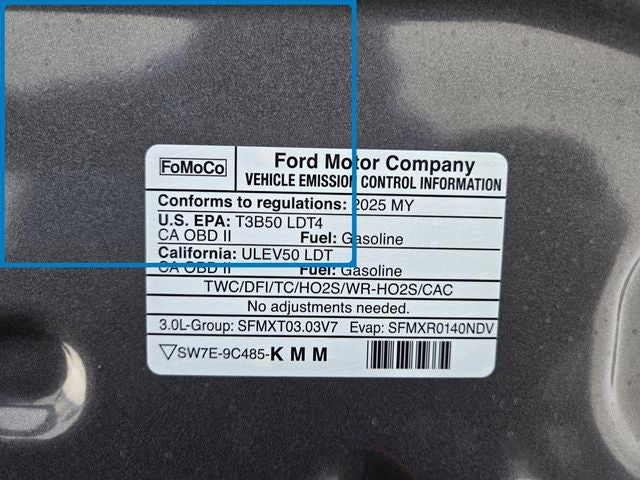 FoMoCo
Ford Motor Company
VEHICLE EMISSION CONTROL INFORMATION
Conforms to regulations: 2025 MY
U.S. EPA: T3B50 LDT4
CA OBD II Fuel: Gasoline
California: ULEV50 LDT
CA OBD II Fuel: Gasoline
TWC/DFI/TC/HO2S/WR-HO2S/CAC
No adjustments needed.
3.0L-Group: SFMXT03.03V7 Evap: SFMXR0140NDV
▽SW7E-9C485-K M M